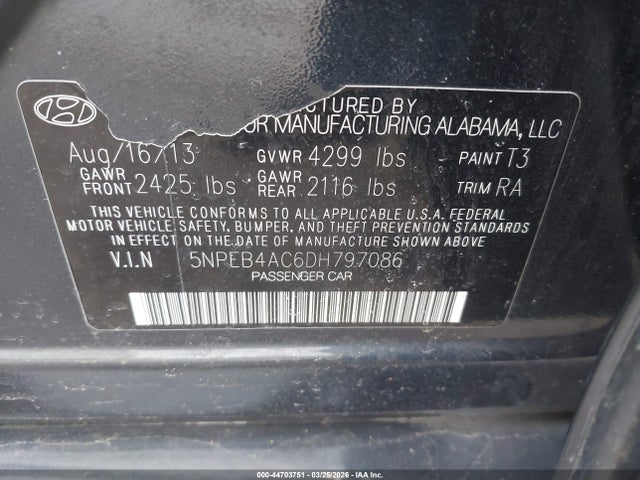 TURED BY
OR MANUFACTURING ALABAMA, LLC
Aug/16/13 GVWR 4299 lbs PAINT T3
GAWR FRONT 2425 lbs GAWR REAR 2116 lbs TRIM RA
THIS VEHICLE CONFORMS TO ALL APPLICABLE U.S.A. FEDERAL
MOTOR VEHICLE SAFETY, BUMPER, AND THEFT PREVENTION STANDARDS
IN EFFECT ON THE DATE OF MANUFACTURE SHOWN ABOVE.
V.I.N 5NPEB4AC6DH797086
PASSENGER CAR
000-44703751 | 03/25/2026 - IAA Inc.